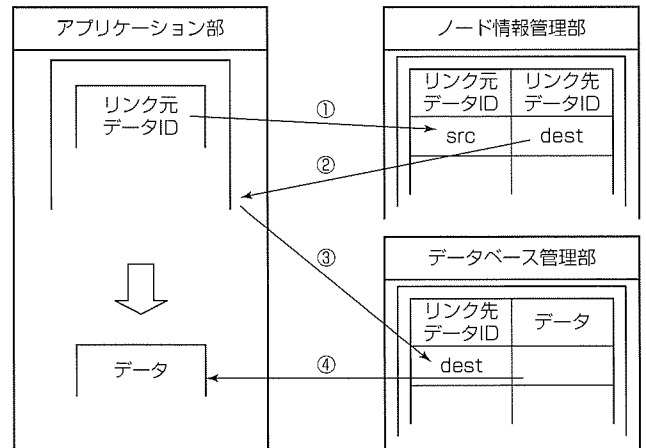 アプリケーション部
リンク元
データID
データ
ノード情報管理部
リンク元
データID
リンク先
データID
src
dest
①
②
③
④
データベース管理部
リンク先
データID
データ
dest